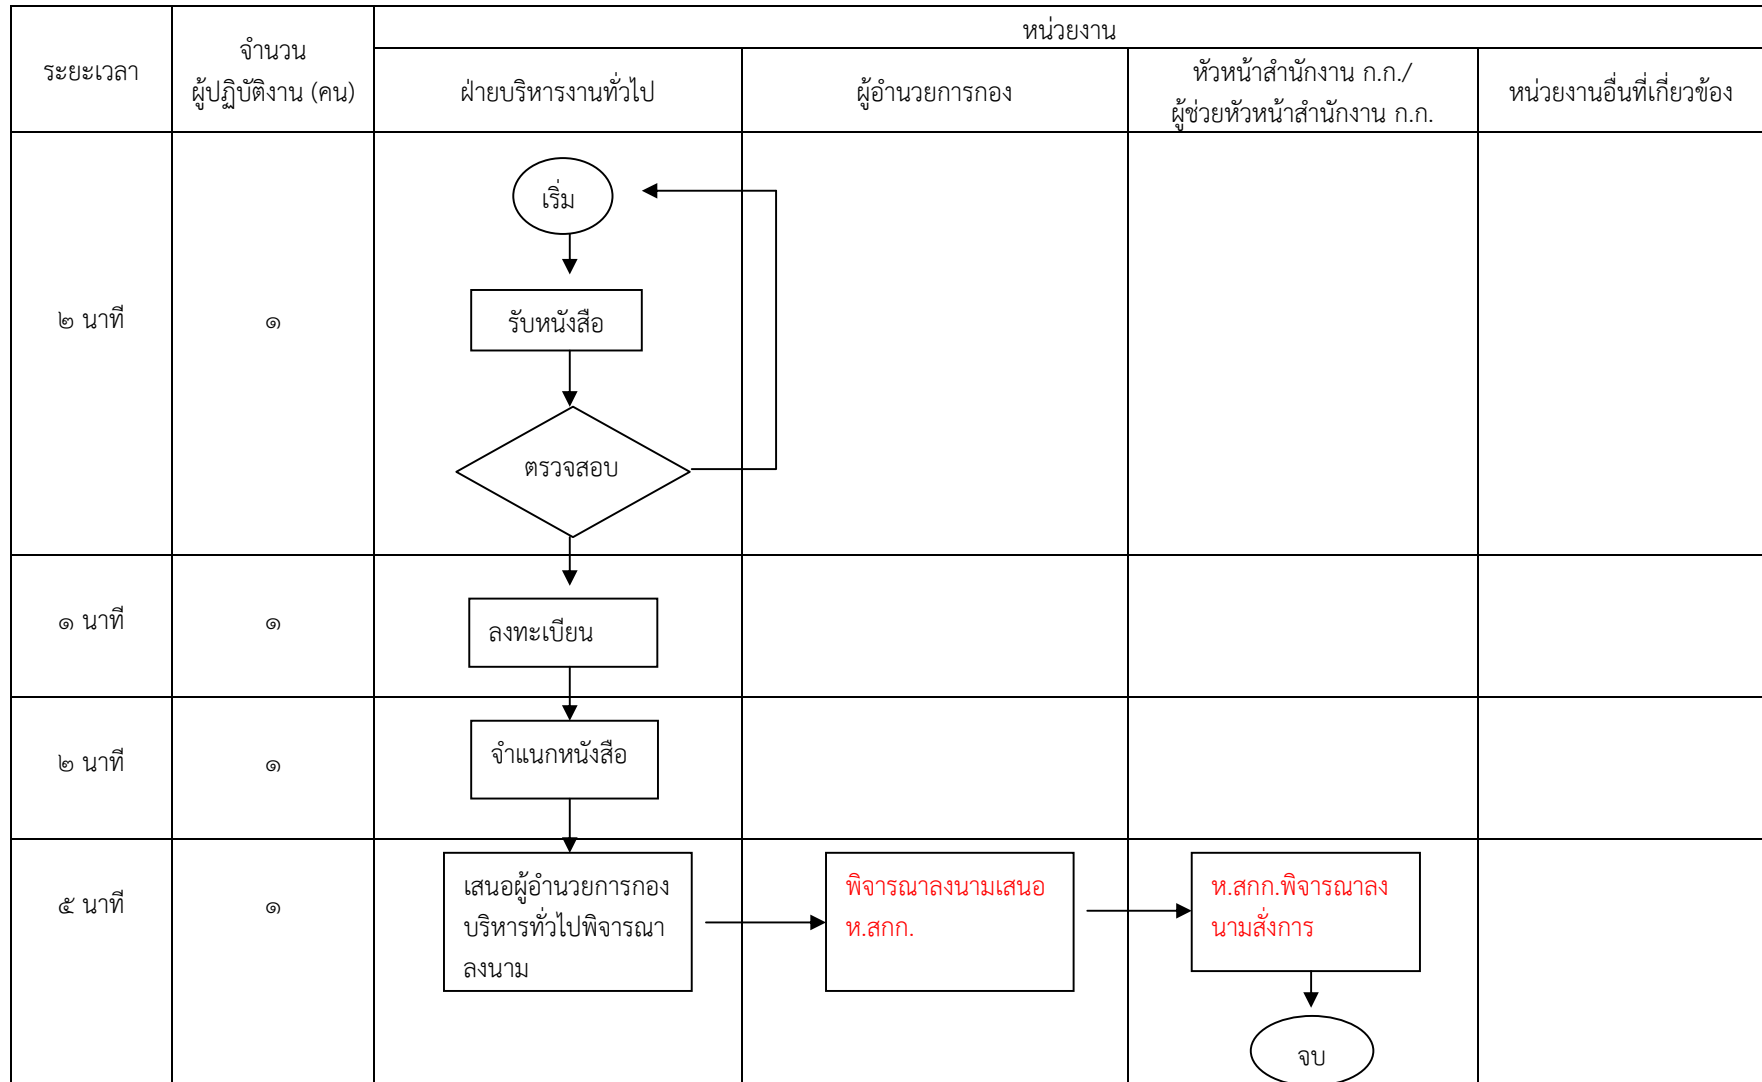 หน่วยงาน
ระยะเวลา
จำนวน
ผู้ปฏิบัติงาน (คน)
ฝ่ายบริหารงานทั่วไป
ผู้อำนวยการกอง
หัวหน้าสำนักงาน ก.ก./
ผู้ช่วยหัวหน้าสำนักงาน ก.ก.
หน่วยงานอื่นที่เกี่ยวข้อง
เริ่ม
๒ นาที
๑
รับหนังสือ
ตรวจสอบ
๑ นาที
๑
ลงทะเบียน
๒ นาที
๑
จำแนกหนังสือ
๕ นาที
๑
เสนอผู้อำนวยการกอง
บริหารทั่วไปพิจารณา
ลงนาม
พิจารณาลงนามเสนอ
ห.สกก.
ห.สกก.พิจารณาลง
นามสั่งการ
จบ